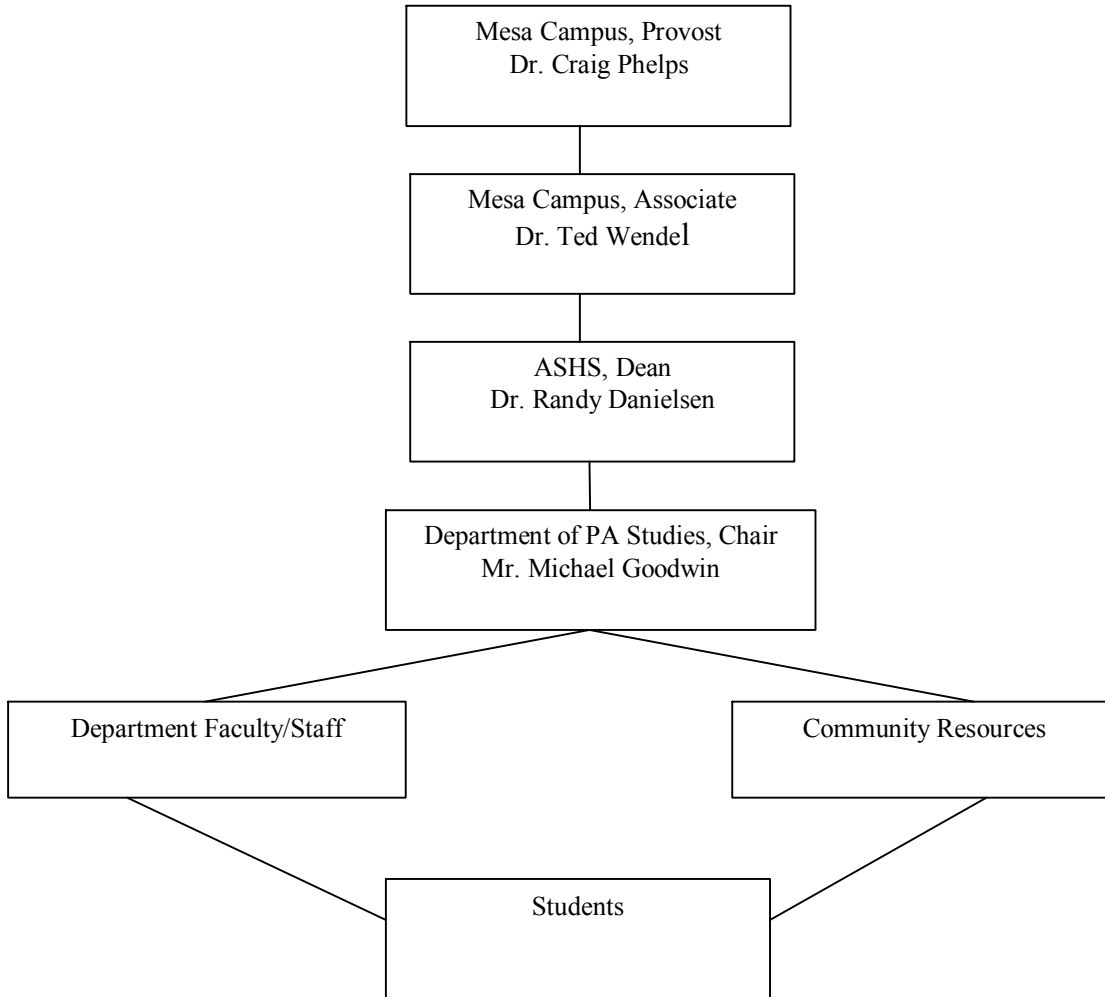 Mesa Campus, Provost
Dr. Craig Phelps
Mesa Campus, Associate
Dr. Ted Wendel
ASHS, Dean
Dr. Randy Danielsen
Department of PA Studies, Chair
Mr. Michael Goodwin
Department Faculty/Staff
Community Resources
Students